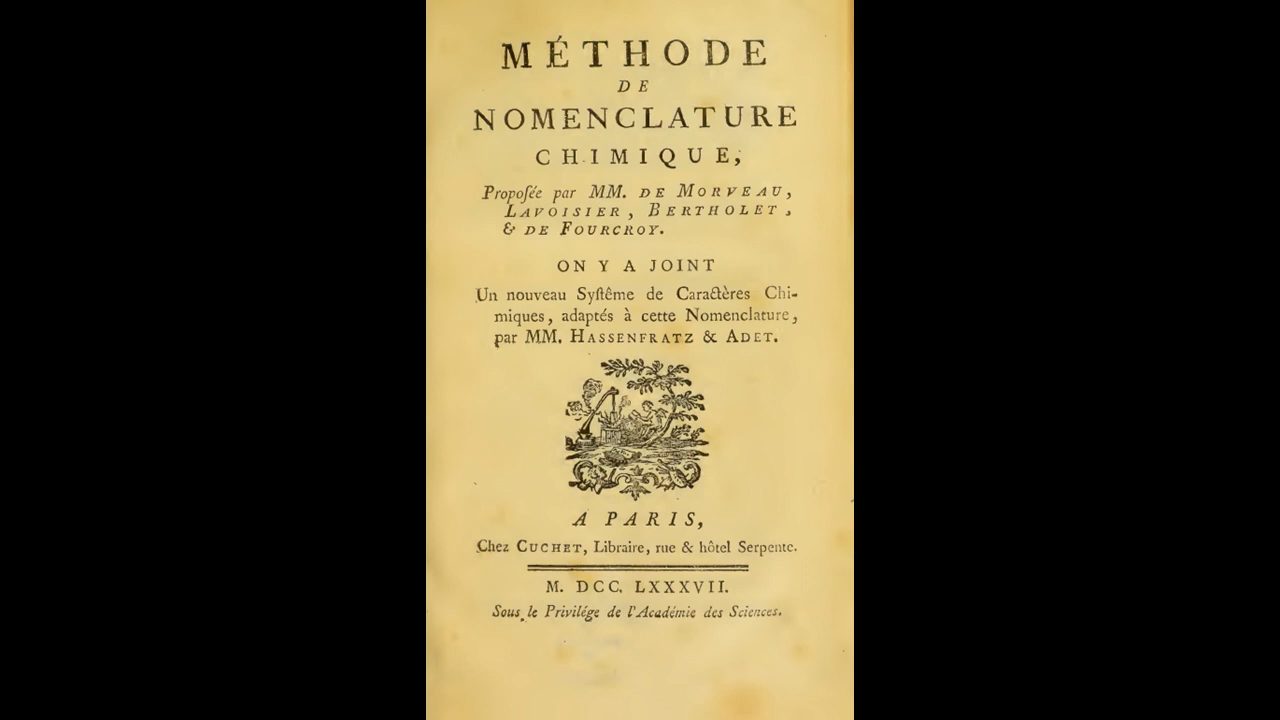 MÉTHODE
DE
NOMENCLATURE
CHIMIQUE,
Propoſée par MM. DE MORVEAU,
LAVOISIER, BERTHOLET,
& DE FOURCROY.
ON Y A JOINT
Un nouveau Syſtême de Caractères Chi-
miques, adaptés à cette Nomenclature,
par MM. HASSENFRATZ & ADET.
A PARIS,
Chez CUCHET, Libraire, rue & hôtel Serpente.
M. DCC. LXXXVII.
Sous le Privilége de l'Académie des Sciences.